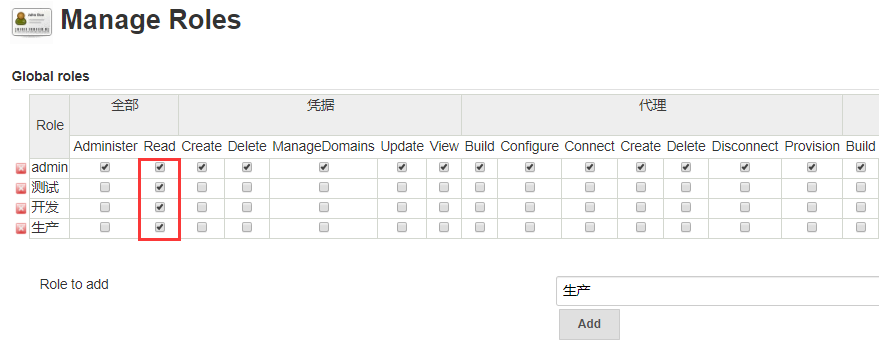 Manage Roles
Global roles
Role 全部 凭据 代理
Administer Read Create Delete ManageDomains Update View Build Configure Connect Create Delete Disconnect Provision Build
admin
测试
开发
生产
Role to add 生产
Add